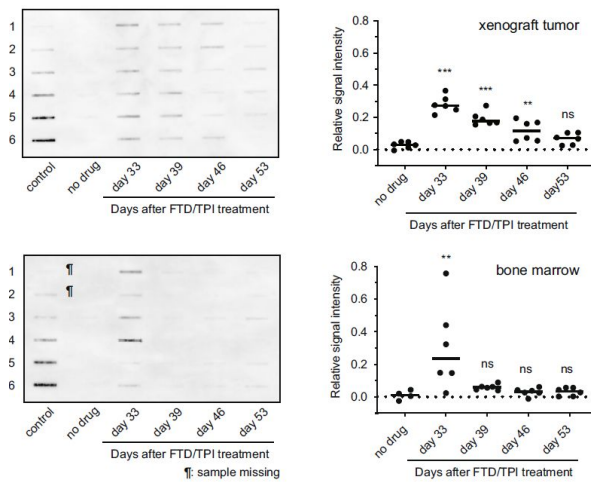 1
2
3
4
5
6
control no drug day 33 day 39 day 46 day 53
Days after FTD/TPI treatment
xenograft tumor
Relative signal intensity
0.8
0.6
0.4
0.2
0.0
*** *** ** ns
no drug day 33 day 39 day 46 day53
Days after FTD/TPI treatment
1 ¶
2 ¶
3
4
5
6
control no drug day 33 day 39 day 46 day 53
Days after FTD/TPI treatment
¶: sample missing
bone marrow
Relative signal intensity
0.8
0.6
0.4
0.2
0.0
** ns ns ns
no drug day 33 day 39 day 46 day 53
Days after FTD/TPI treatment